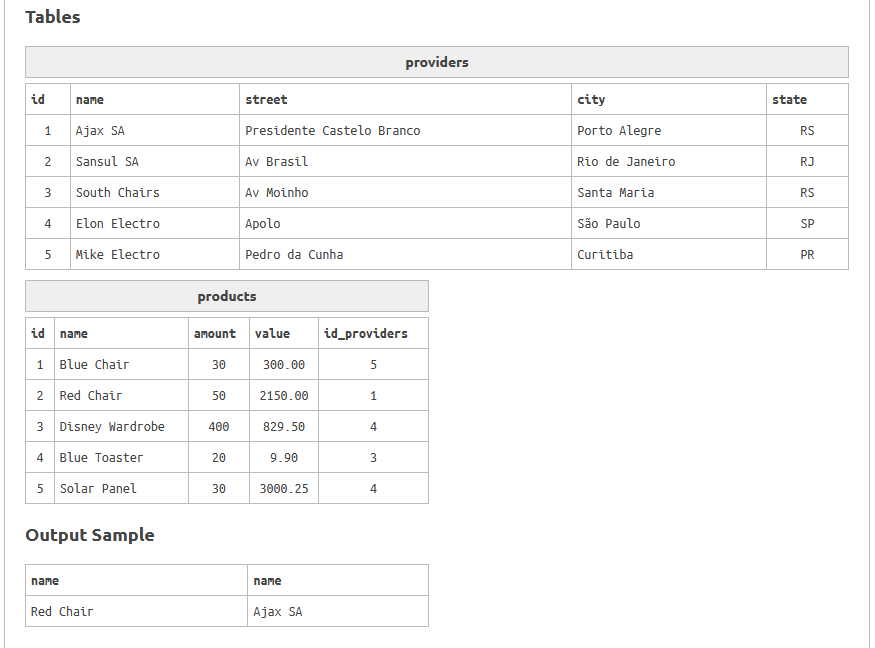 Tables
providers
id name street city state
1 Ajax SA Presidente Castelo Branco Porto Alegre RS
2 Sansul SA Av Brasil Rio de Janeiro RJ
3 South Chairs Av Moinho Santa Maria RS
4 Elon Electro Apolo São Paulo SP
5 Mike Electro Pedro da Cunha Curitiba PR
products
id name amount value id_providers
1 Blue Chair 30 300.00 5
2 Red Chair 50 2150.00 1
3 Disney Wardrobe 400 829.50 4
4 Blue Toaster 20 9.90 3
5 Solar Panel 30 3000.25 4
Output Sample
name name
Red Chair Ajax SA